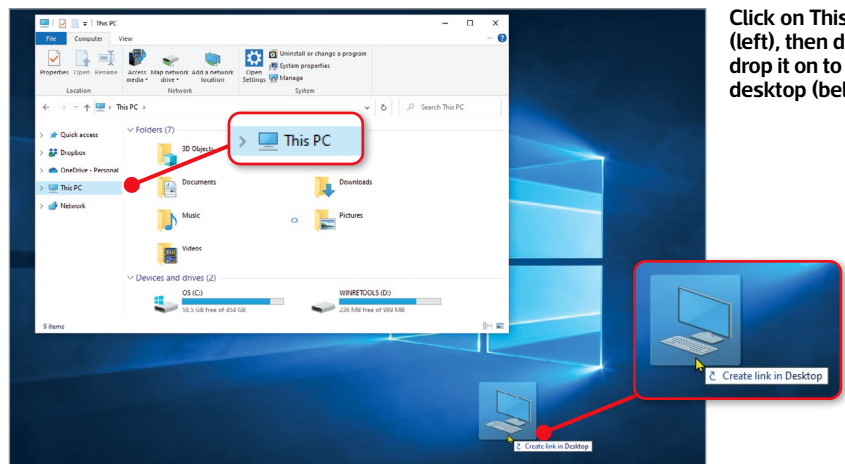 This PC
File Computer View
Properties Open Rename Access media Map network drive Add a network location Open Settings Uninstall or change a program
System properties
Manage
Location Network System
This PC Search This PC
Quick access
Dropbox
OneDrive - Personal
This PC
Network
Folders (7)
3D Objects
This PC
Documents Downloads
Music Pictures
Videos
Devices and drives (2)
OS (C:) WINRETOOLS (D:)
58.5 GB free of 454 GB 236 MB free of 989 MB
9 items
Create link in Desktop
Create link in Desktop
Click on This
(left), then d
drop it on to
desktop (bel